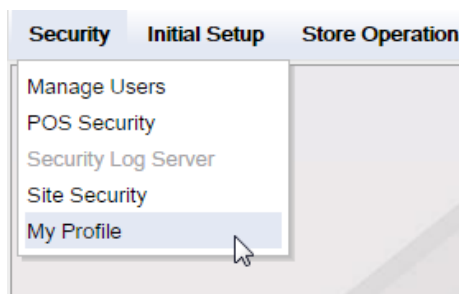 Security Initial Setup Store Operation
Manage Users
POS Security
Security Log Server
Site Security
My Profile